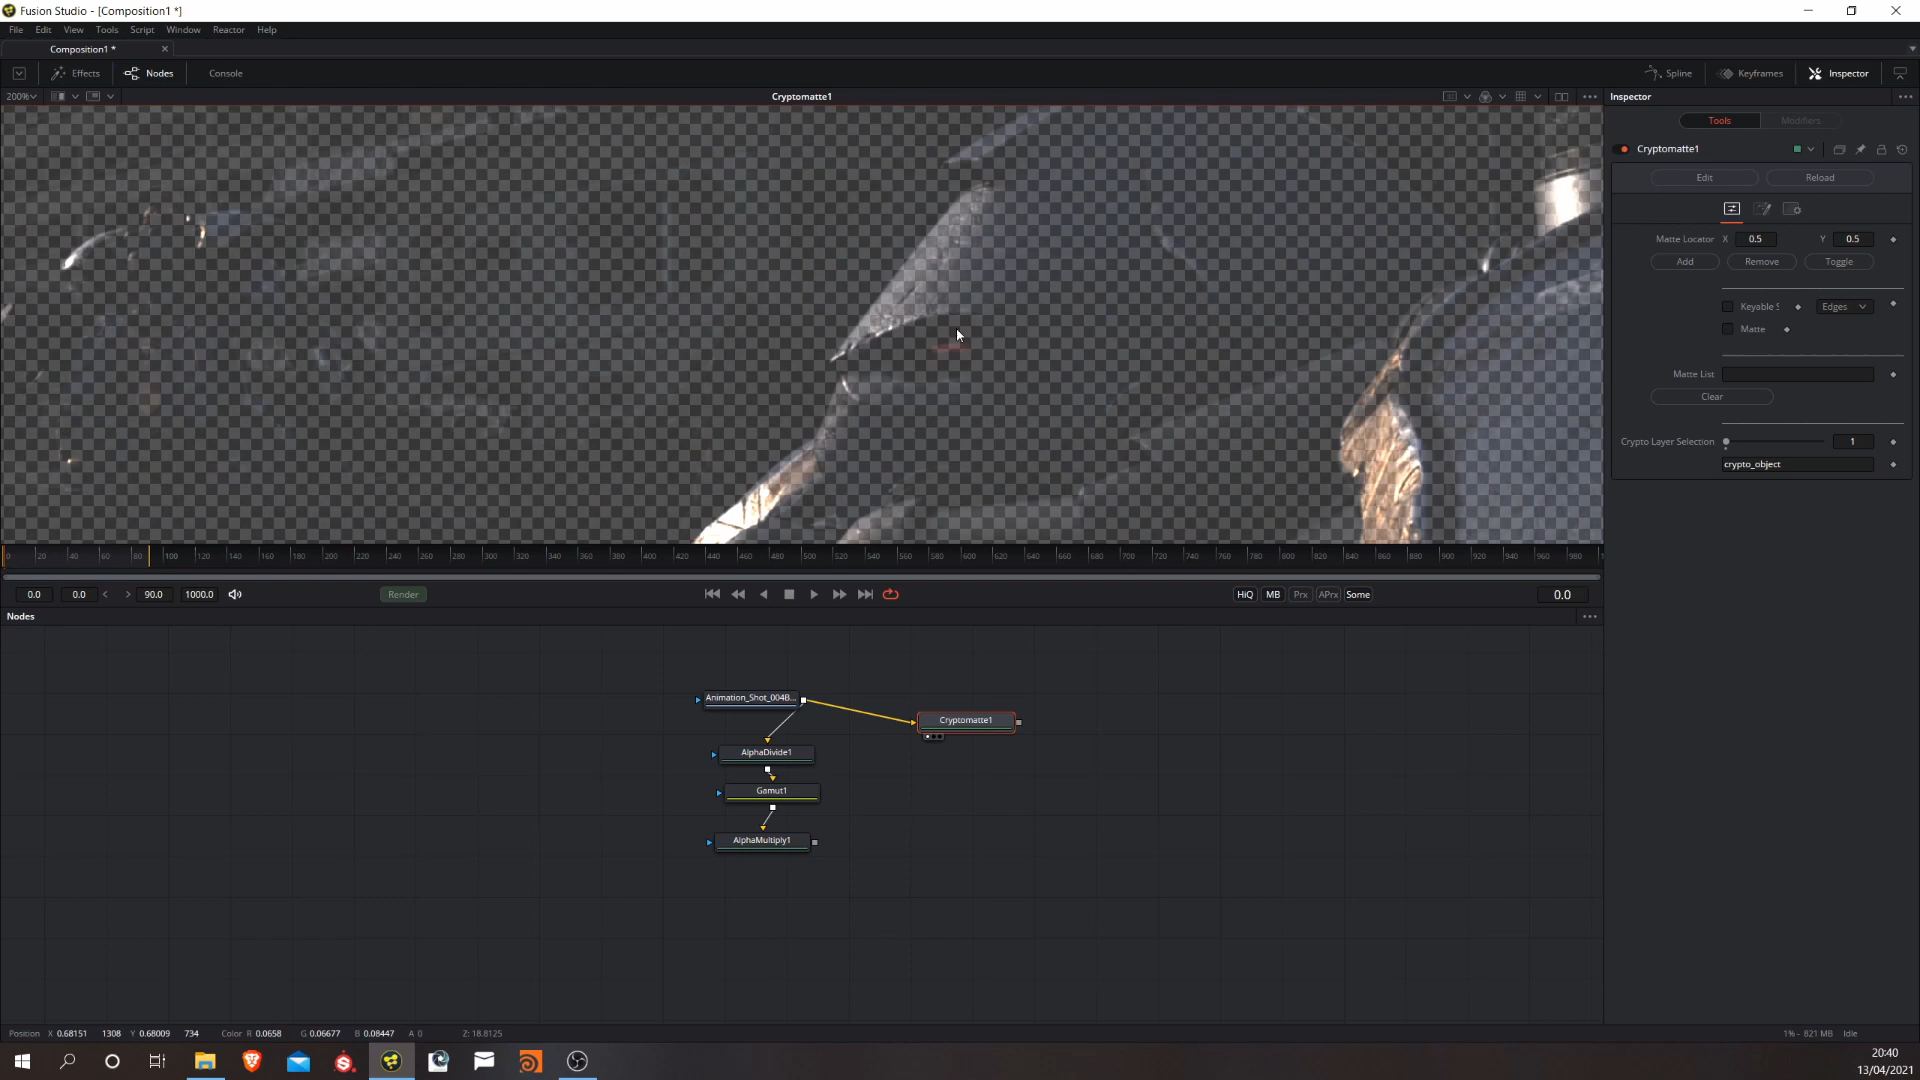 Fusion Studio - [Composition1 *]
File Edit View Tools Script Window Reactor Help
Composition1 *
Effects Nodes Console Spline Keyframes Inspector
200% Cryptomatte1 Inspector
Tools Modifiers
Cryptomatte1
Edit Reload
Matte Locator X 0.5 Y 0.5
Add Remove Toggle
Keyable S Edges
Matte
Matte List
Clear
Crypto Layer Selection 1
crypto_object
0 20 40 60 80 100 120 140 160 180 200 220 240 260 280 300 320 340 360 380 400 420 440 460 480 500 520 540 560 580 600 620 640 660 680 700 720 740 760 780 800 820 840 860 880 900 920 940 960 980
0.0 0.0 < > 90.0 1000.0 Render HiQ MB Prx APrx Some 0.0
Nodes
Animation_Shot_004B...
Cryptomatte1
AlphaDivide1
Gamut1
AlphaMultiply1
Position X 0.68151 1308 Y 0.68009 734 Color R 0.0658 G 0.06677 B 0.08447 A 0 Z: 18.8125 1% - 821 MB Idle
20:40
13/04/2021